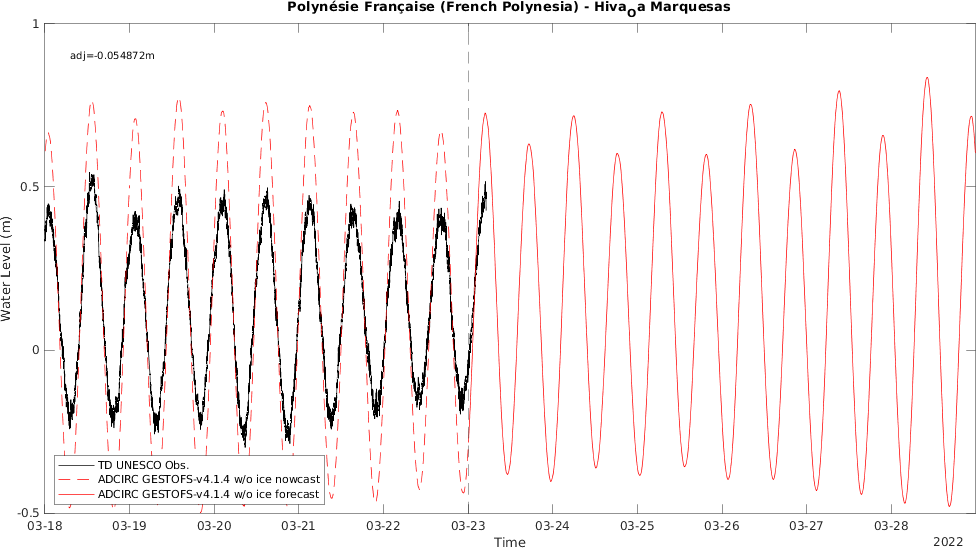 Polynésie Française (French Polynesia) - Hiva_Oa Marquesas
1
adj=-0.054872m
0.5
Water Level (m)
0
TD UNESCO Obs.
ADCIRC GESTOFS-v4.1.4 w/o ice nowcast
ADCIRC GESTOFS-v4.1.4 w/o ice forecast
-0.5
03-18 03-19 03-20 03-21 03-22 03-23 03-24 03-25 03-26 03-27 03-28
Time
2022